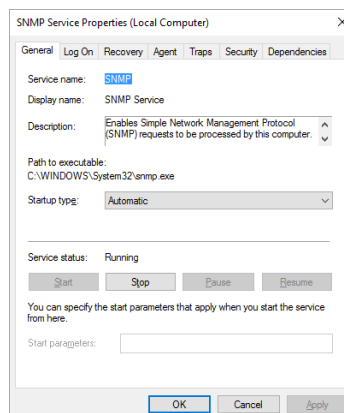 SNMP Service Properties (Local Computer)
General Log On Recovery Agent Traps Security Dependencies
Service name: SNMP
Display name: SNMP Service
Description: Enables Simple Network Management Protocol
(SNMP) requests to be processed by this computer.
Path to executable:
C:\WINDOWS\System32\snmp.exe
Startup type: Automatic
Service status: Running
Start Stop Pause Resume
You can specify the start parameters that apply when you start the service
from here.
Start parameters:
OK Cancel Apply